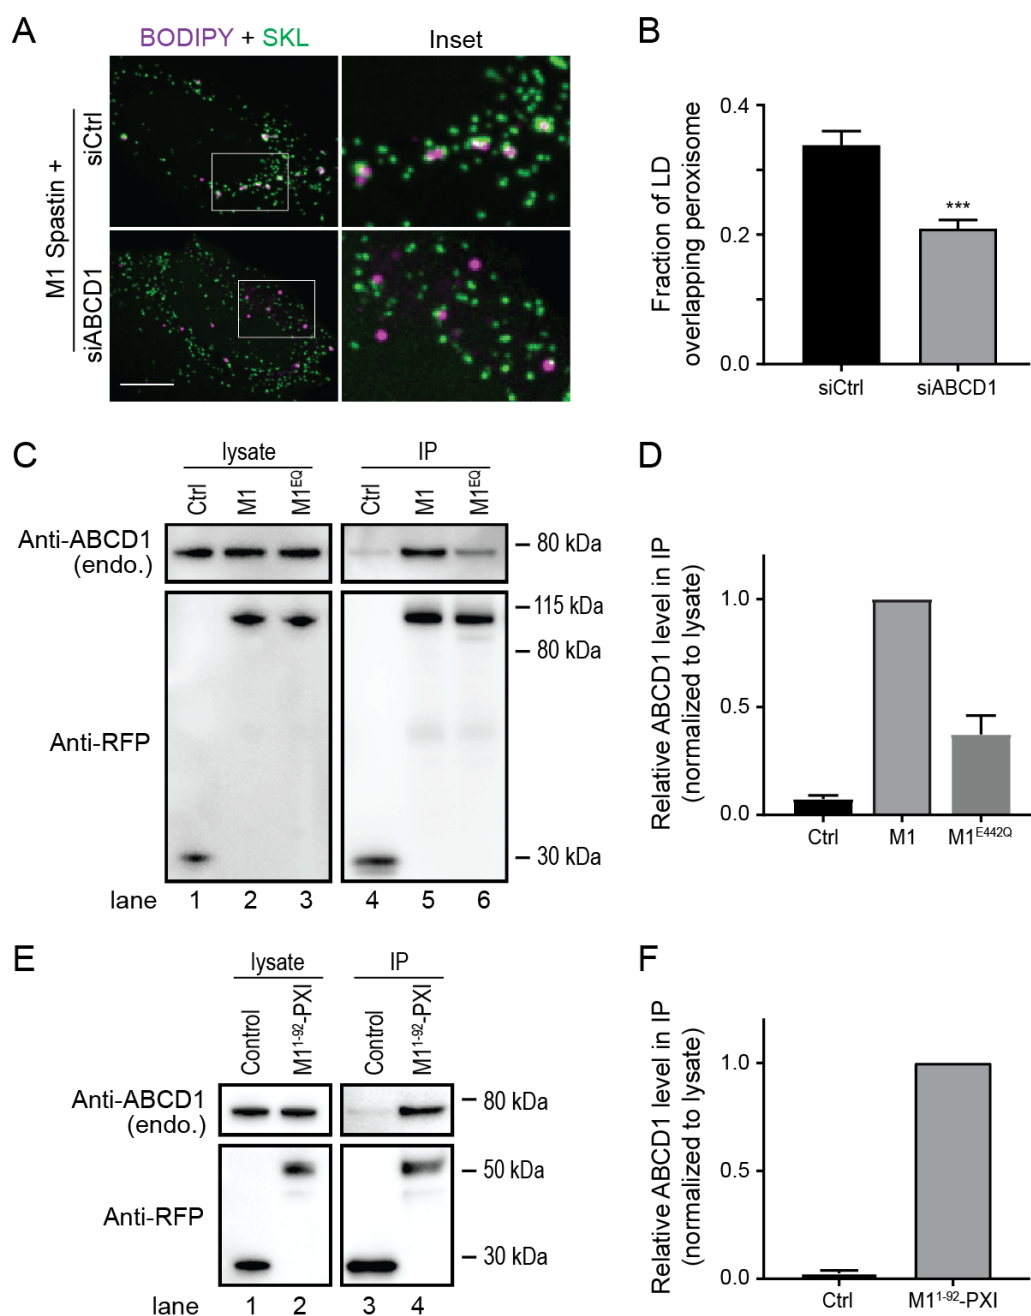 A
BODIPY + SKL
Inset
M1 Spastin +
siCtrl
siABCD1
B
Fraction of LD
overlapping peroxisome
0.4
0.2
0.0
***
siCtrl
siABCD1
C
lysate
IP
Ctrl
M1
M1EQ
Ctrl
M1
M1EQ
Anti-ABCD1
(endo.)
80 kDa
115 kDa
80 kDa
Anti-RFP
30 kDa
lane 1 2 3 4 5 6
D
Relative ABCD1 level in IP
(normalized to lysate)
1.0
0.5
0.0
Ctrl
M1
M1E442Q
E
lysate
IP
Control
M11-92-PXI
Control
M11-92-PXI
Anti-ABCD1
(endo.)
80 kDa
50 kDa
Anti-RFP
30 kDa
lane 1 2 3 4
F
Relative ABCD1 level in IP
(normalized to lysate)
1.0
0.5
0.0
Ctrl
M11-92-PXI